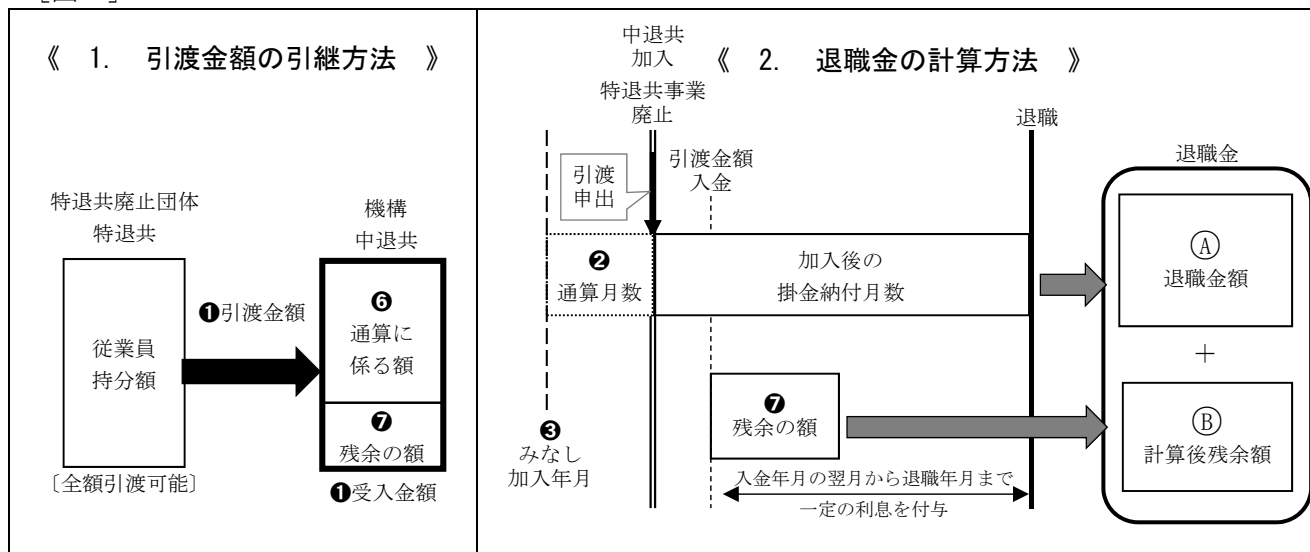 《 1. 引渡金額の引継方法 》
特退共廃止団体
特退共
従業員
持分額
〔全額引渡可能〕
❶引渡金額
機構
中退共
❻
通算に
係る額
❼
残余の額
❶受入金額
《 2. 退職金の計算方法 》
中退共
加入
特退共事業
廃止
引渡
申出
引渡金額
入金
退職
❷
通算月数
加入後の
掛金納付月数
❸
みなし
加入年月
❼
残余の額
入金年月の翌月から退職年月まで
一定の利息を付与
退職金
Ⓐ
退職金額
+
Ⓑ
計算後残余額